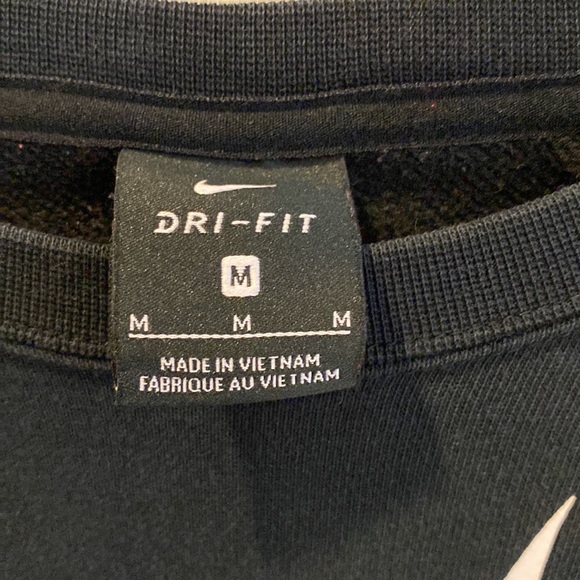 DRI-FIT
M
M M M
MADE IN VIETNAM
FABRIQUE AU VIETNAM